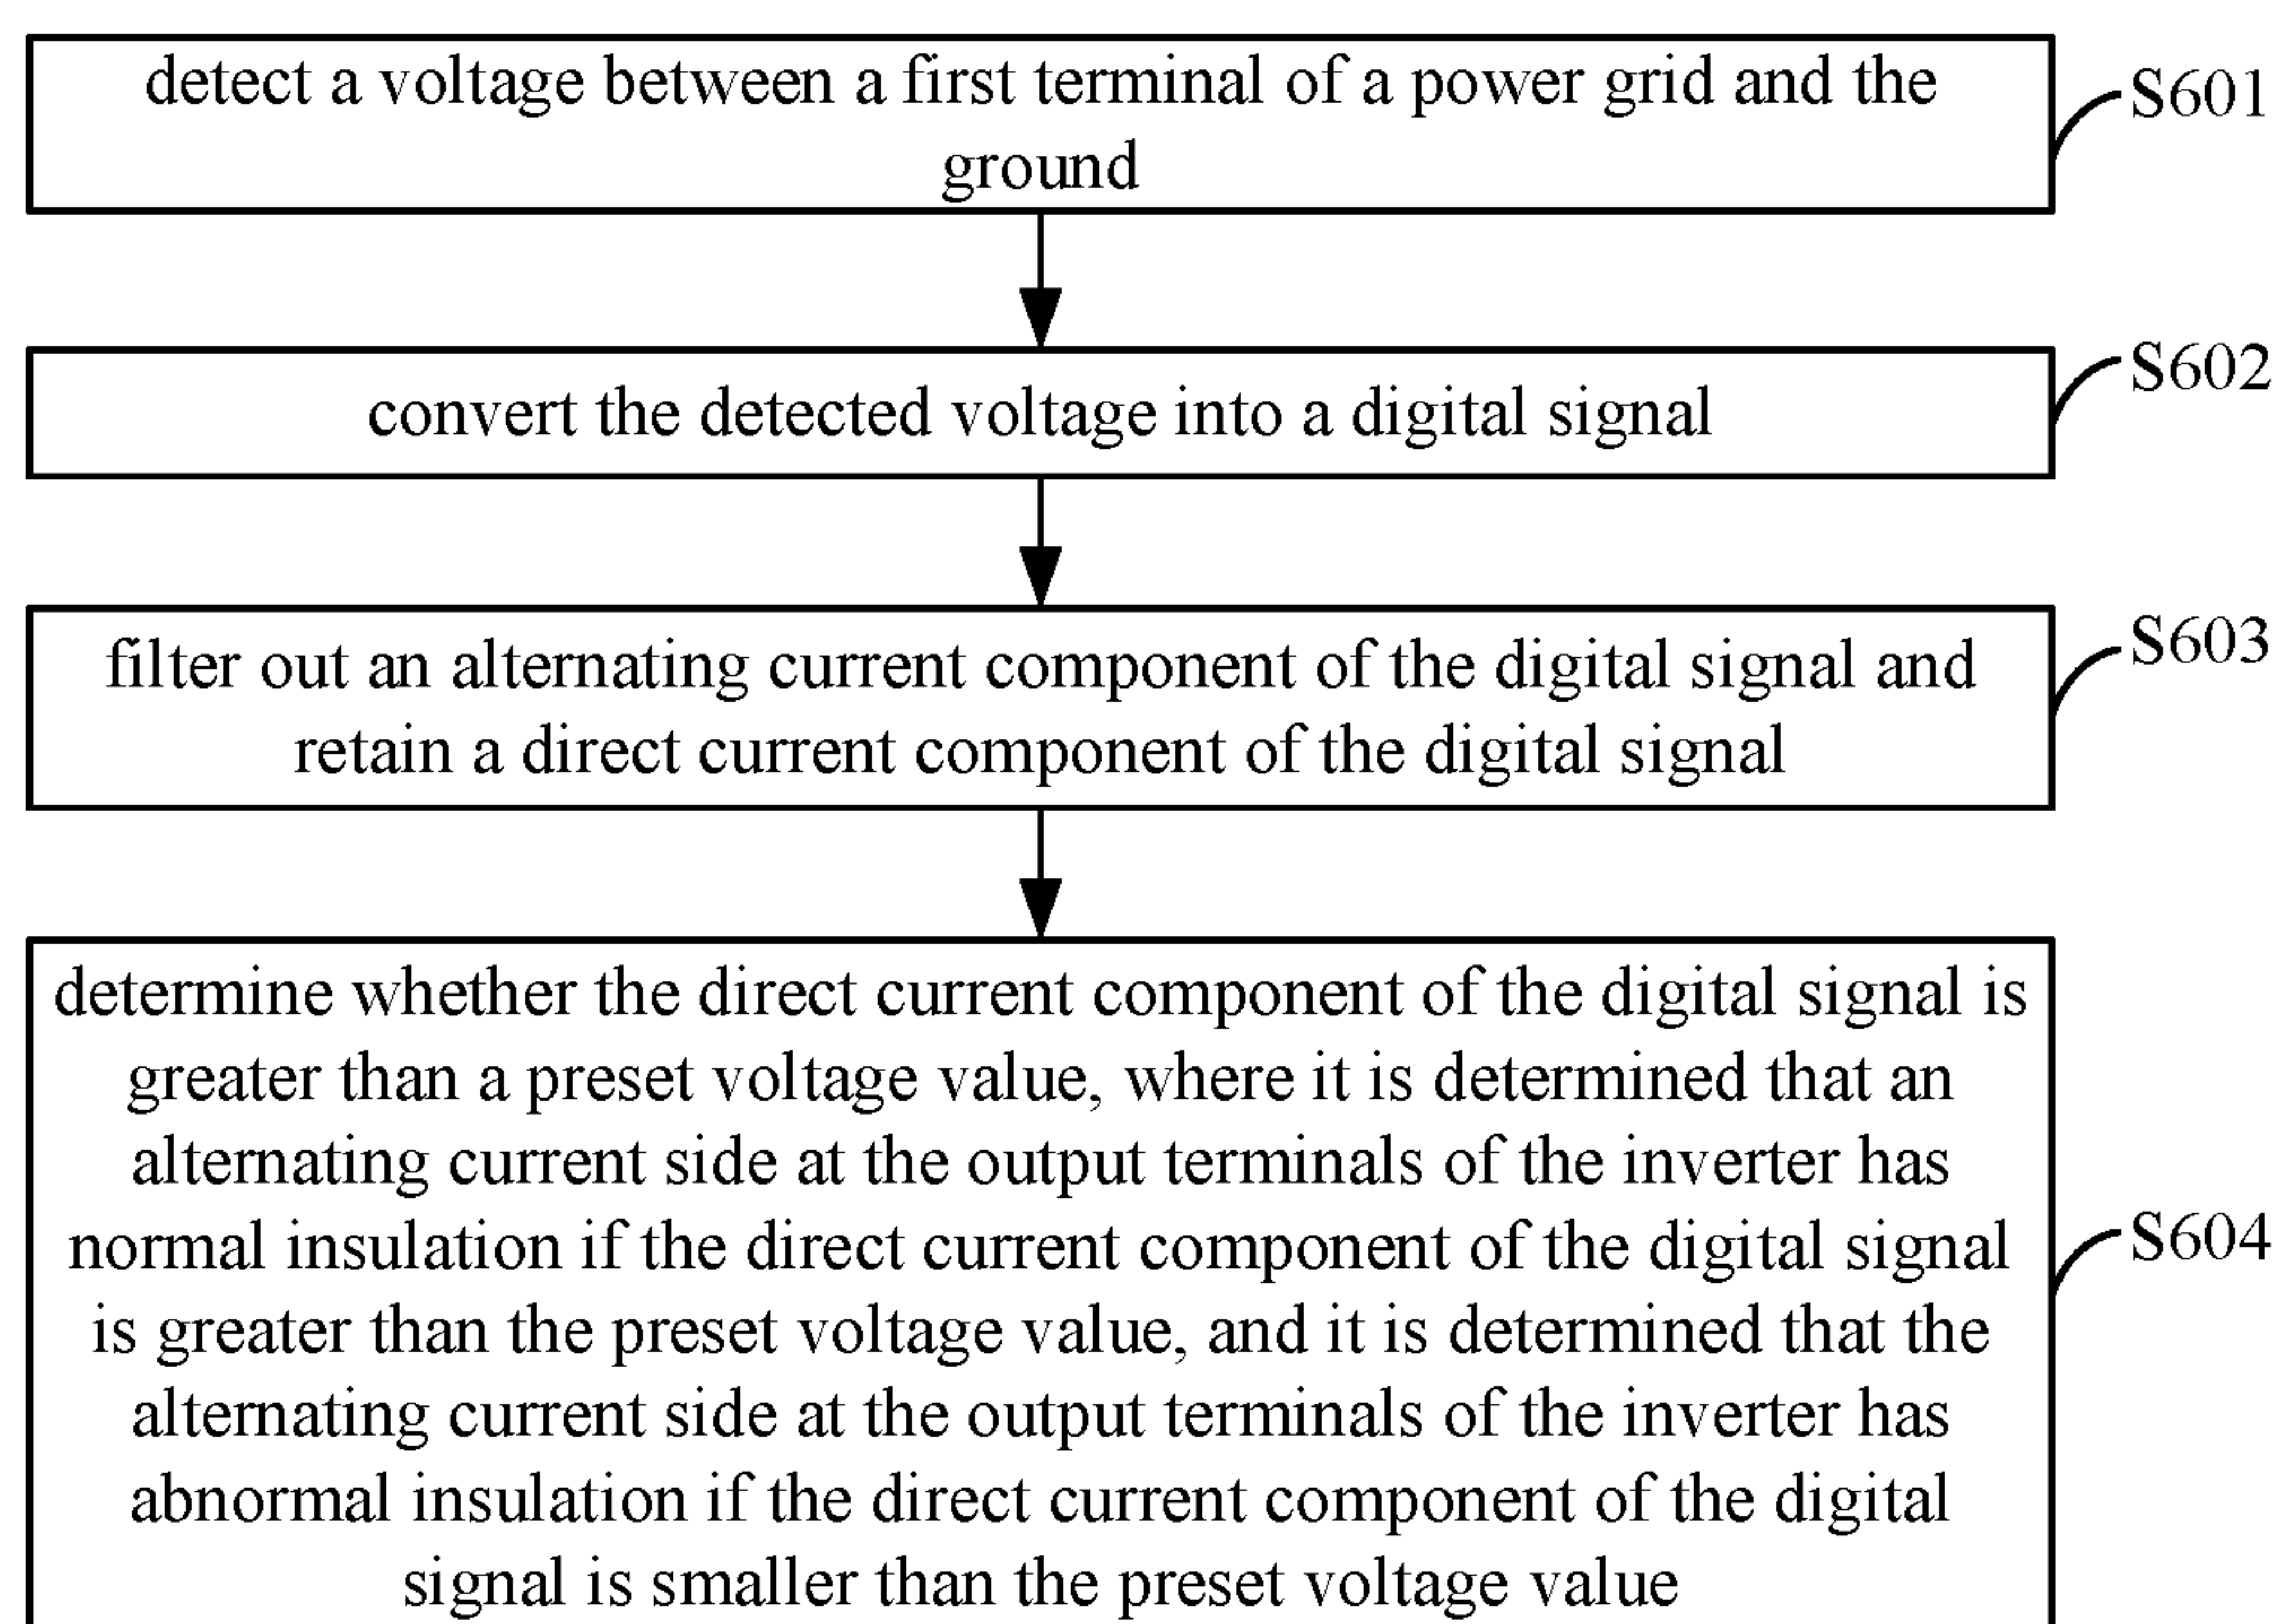 detect a voltage between a first terminal of a power grid and the
ground
S601
convert the detected voltage into a digital signal
S602
filter out an alternating current component of the digital signal and
retain a direct current component of the digital signal
S603
determine whether the direct current component of the digital signal is
greater than a preset voltage value, where it is determined that an
alternating current side at the output terminals of the inverter has
normal insulation if the direct current component of the digital signal
is greater than the preset voltage value, and it is determined that the
alternating current side at the output terminals of the inverter has
abnormal insulation if the direct current component of the digital
signal is smaller than the preset voltage value
S604